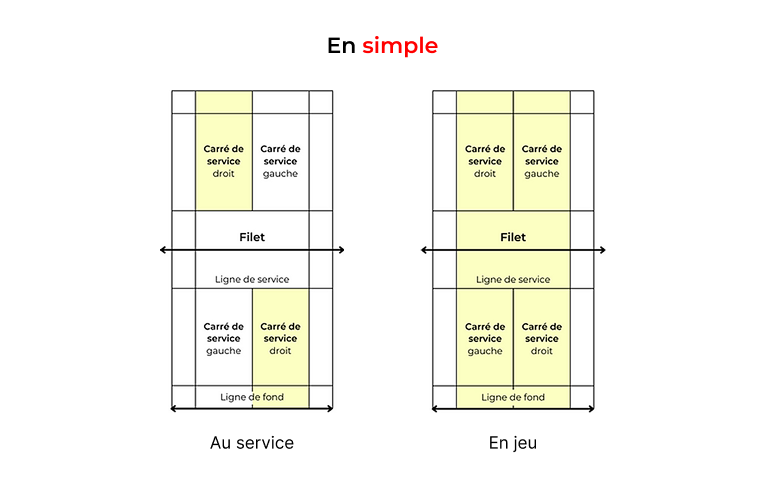 En simple
Carré de
service
droit
Carré de
service
gauche
Filet
Ligne de service
Carré de
service
gauche
Carré de
service
droit
Ligne de fond
Au service
Carré de
service
droit
Carré de
service
gauche
Filet
Ligne de service
Carré de
service
gauche
Carré de
service
droit
Ligne de fond
En jeu